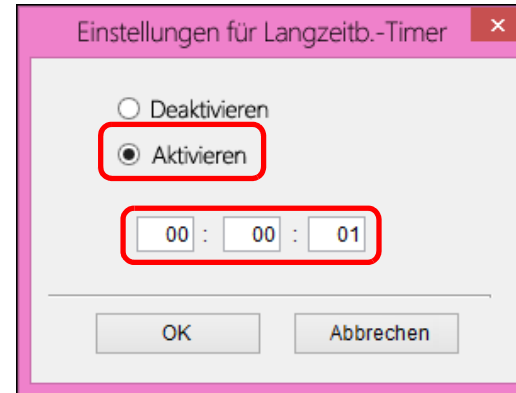 Einstellungen für Langzeitb.-Timer
Deaktivieren
Aktivieren
00 : 00 : 01
OK Abbrechen